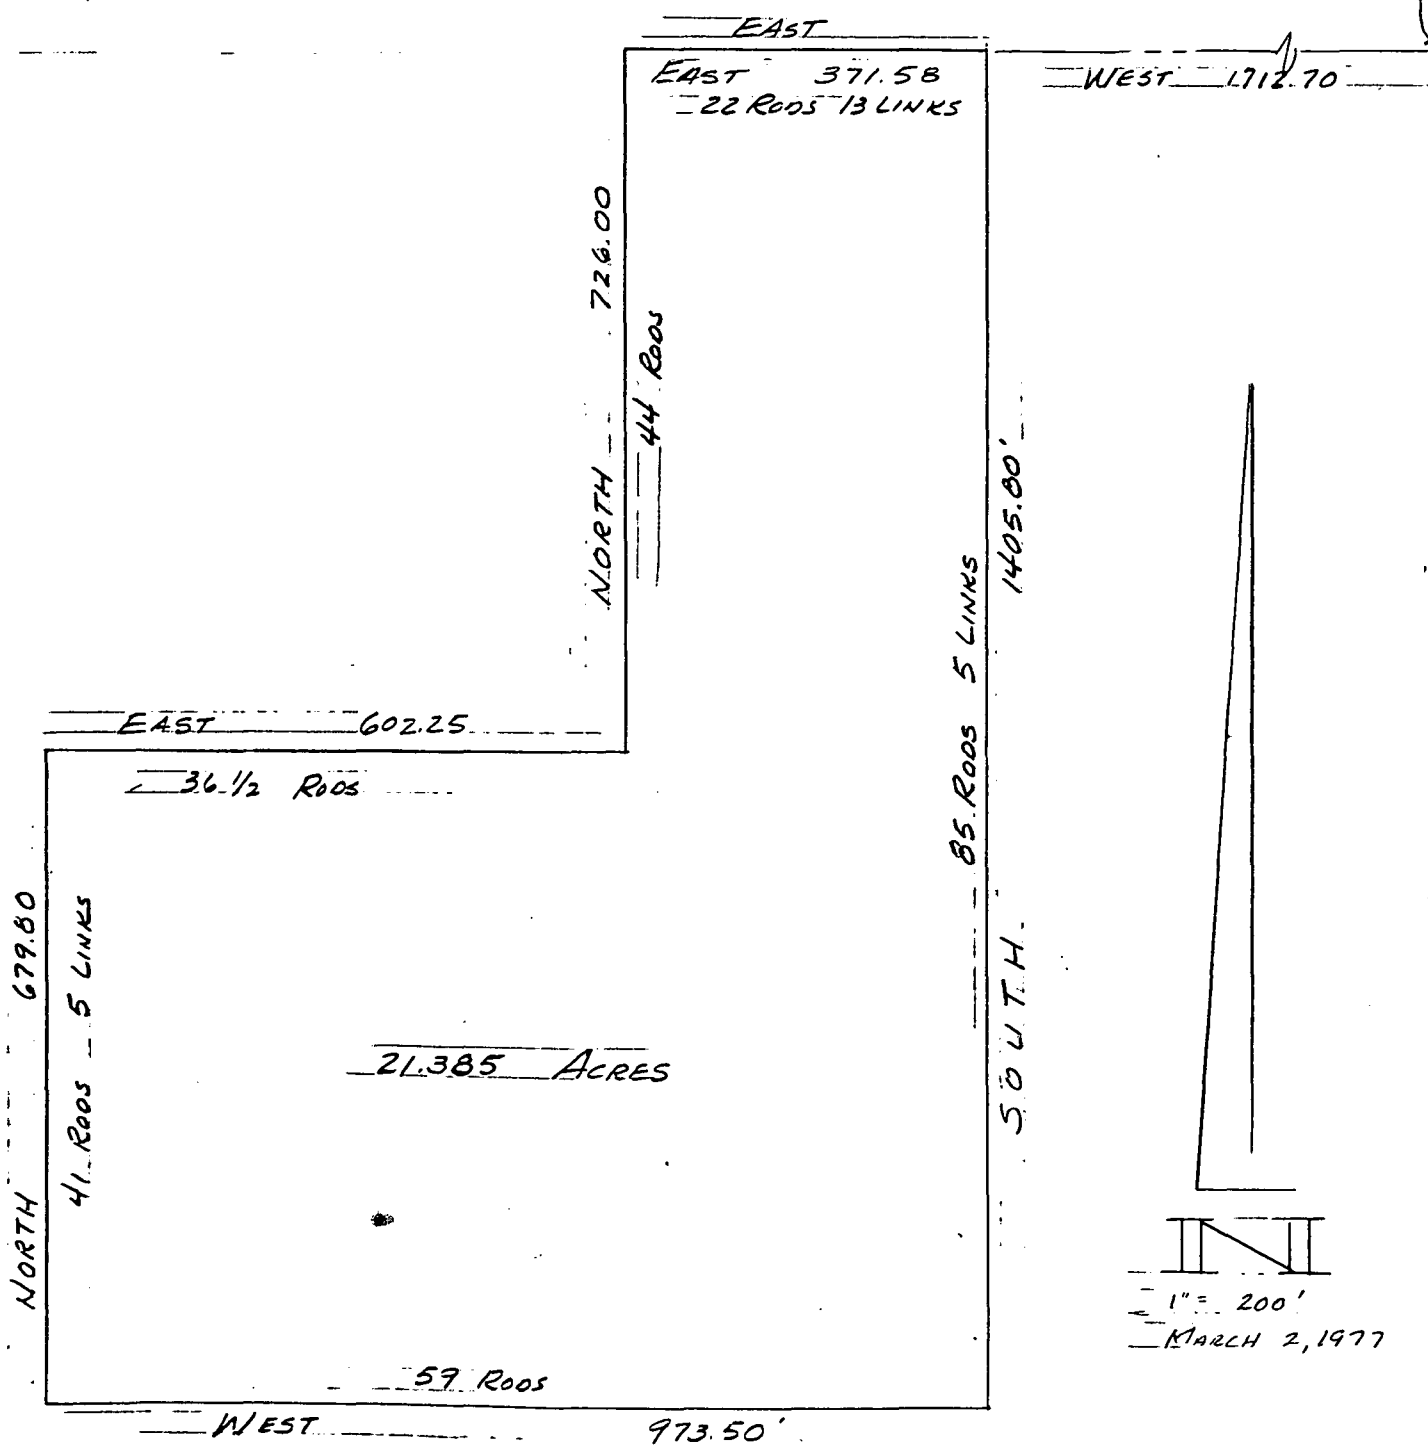 EAST
EAST 371.58
22 RODS 13 LINKS
WEST 1712.70
NORTH 726.00
44 RODS
EAST 602.25
36 1/2 RODS
1405.80'
85 RODS 5 LINKS
SOUTH
NORTH 679.80
41 RODS 5 LINKS
21.385 ACRES
59 RODS
WEST 973.50'
N
1" = 200'
MARCH 2, 1977